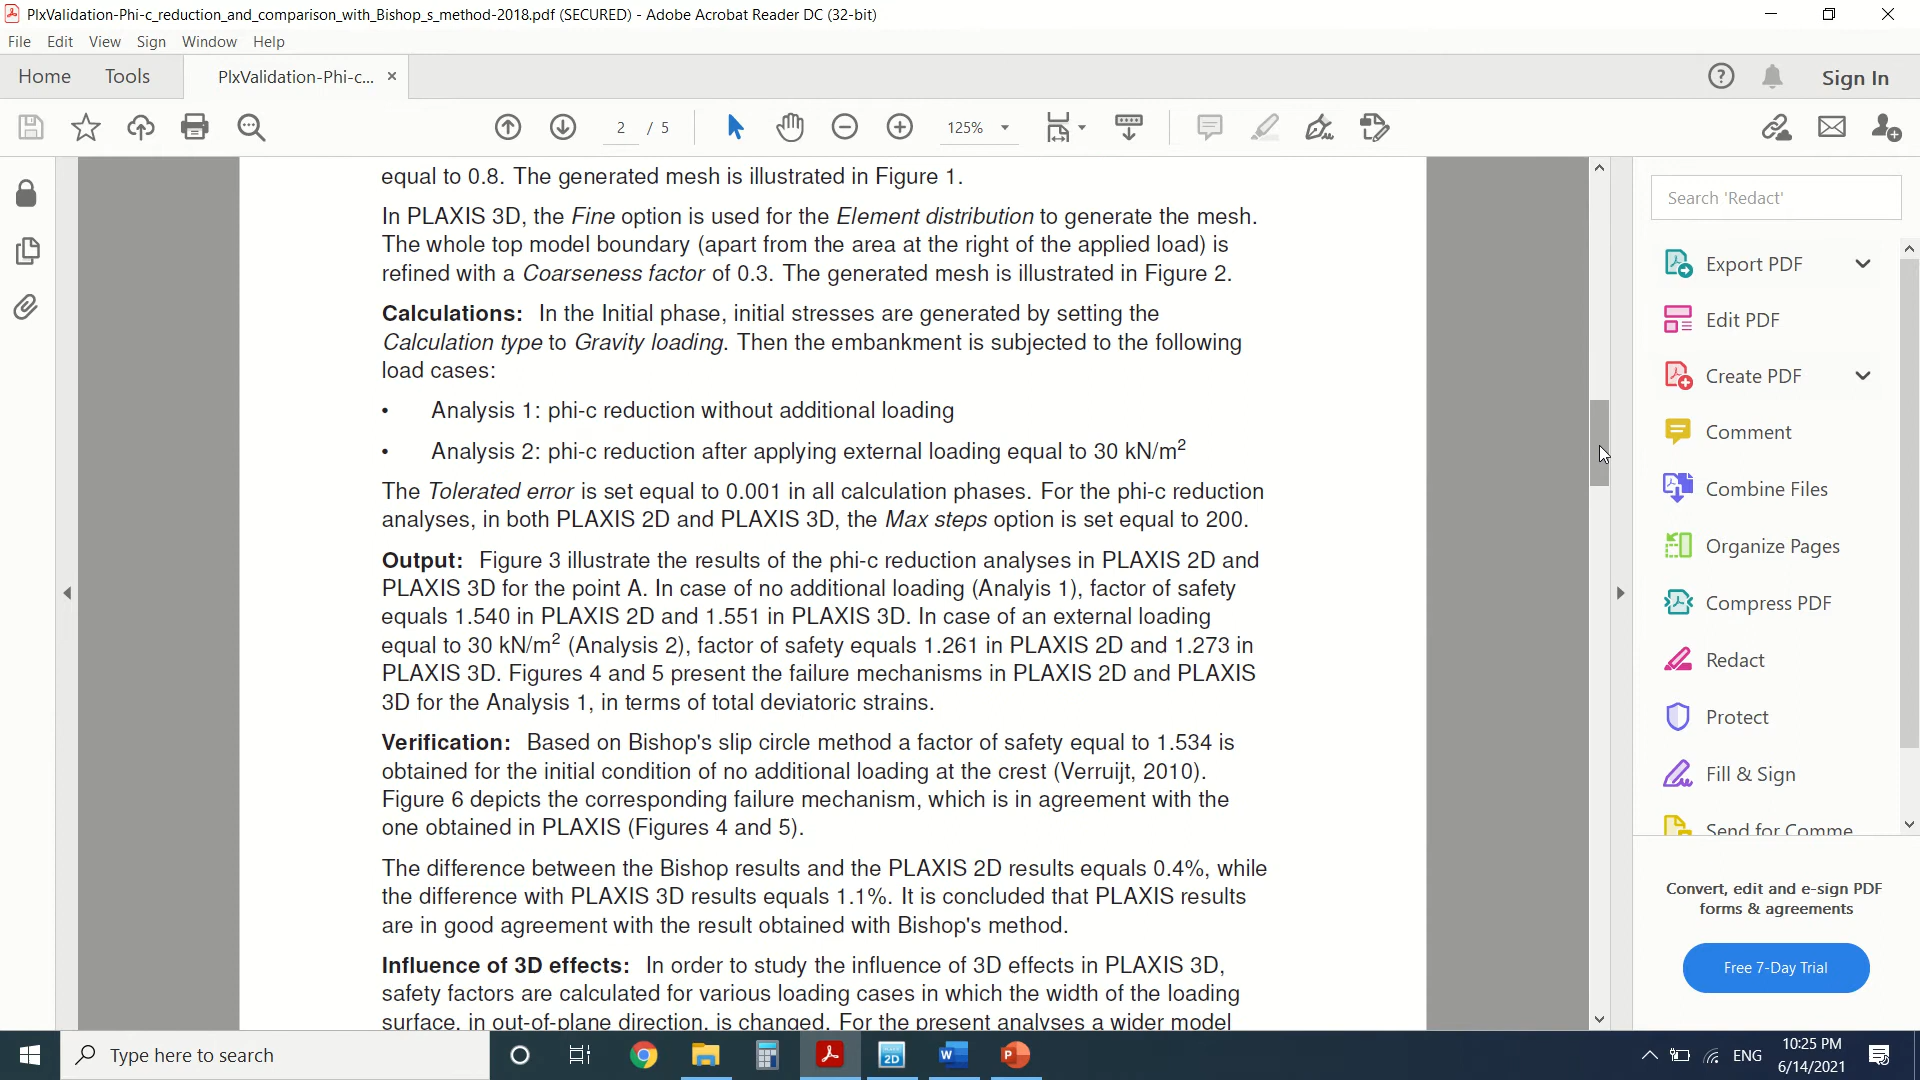 PlxValidation-Phi-c_reduction_and_comparison_with_Bishop_s_method-2018.pdf (SECURED) - Adobe Acrobat Reader DC (32-bit)
File Edit View Sign Window Help
Home Tools PlxValidation-Phi-c... × Sign In
2 / 5 125%
equal to 0.8. The generated mesh is illustrated in Figure 1.
In PLAXIS 3D, the Fine option is used for the Element distribution to generate the mesh.
The whole top model boundary (apart from the area at the right of the applied load) is
refined with a Coarseness factor of 0.3. The generated mesh is illustrated in Figure 2.
Calculations: In the Initial phase, initial stresses are generated by setting the
Calculation type to Gravity loading. Then the embankment is subjected to the following
load cases:
• Analysis 1: phi-c reduction without additional loading
• Analysis 2: phi-c reduction after applying external loading equal to 30 kN/m²
The Tolerated error is set equal to 0.001 in all calculation phases. For the phi-c reduction
analyses, in both PLAXIS 2D and PLAXIS 3D, the Max steps option is set equal to 200.
Output: Figure 3 illustrate the results of the phi-c reduction analyses in PLAXIS 2D and
PLAXIS 3D for the point A. In case of no additional loading (Analyis 1), factor of safety
equals 1.540 in PLAXIS 2D and 1.551 in PLAXIS 3D. In case of an external loading
equal to 30 kN/m² (Analysis 2), factor of safety equals 1.261 in PLAXIS 2D and 1.273 in
PLAXIS 3D. Figures 4 and 5 present the failure mechanisms in PLAXIS 2D and PLAXIS
3D for the Analysis 1, in terms of total deviatoric strains.
Verification: Based on Bishop's slip circle method a factor of safety equal to 1.534 is
obtained for the initial condition of no additional loading at the crest (Verruijt, 2010).
Figure 6 depicts the corresponding failure mechanism, which is in agreement with the
one obtained in PLAXIS (Figures 4 and 5).
The difference between the Bishop results and the PLAXIS 2D results equals 0.4%, while
the difference with PLAXIS 3D results equals 1.1%. It is concluded that PLAXIS results
are in good agreement with the result obtained with Bishop's method.
Influence of 3D effects: In order to study the influence of 3D effects in PLAXIS 3D,
safety factors are calculated for various loading cases in which the width of the loading
surface, in out-of-plane direction, is changed. For the present analyses a wider model
Search 'Redact'
Export PDF
Edit PDF
Create PDF
Comment
Combine Files
Organize Pages
Compress PDF
Redact
Protect
Fill & Sign
Send for Comme
Convert, edit and e-sign PDF
forms & agreements
Free 7-Day Trial
Type here to search
2D
ENG
10:25 PM
6/14/2021